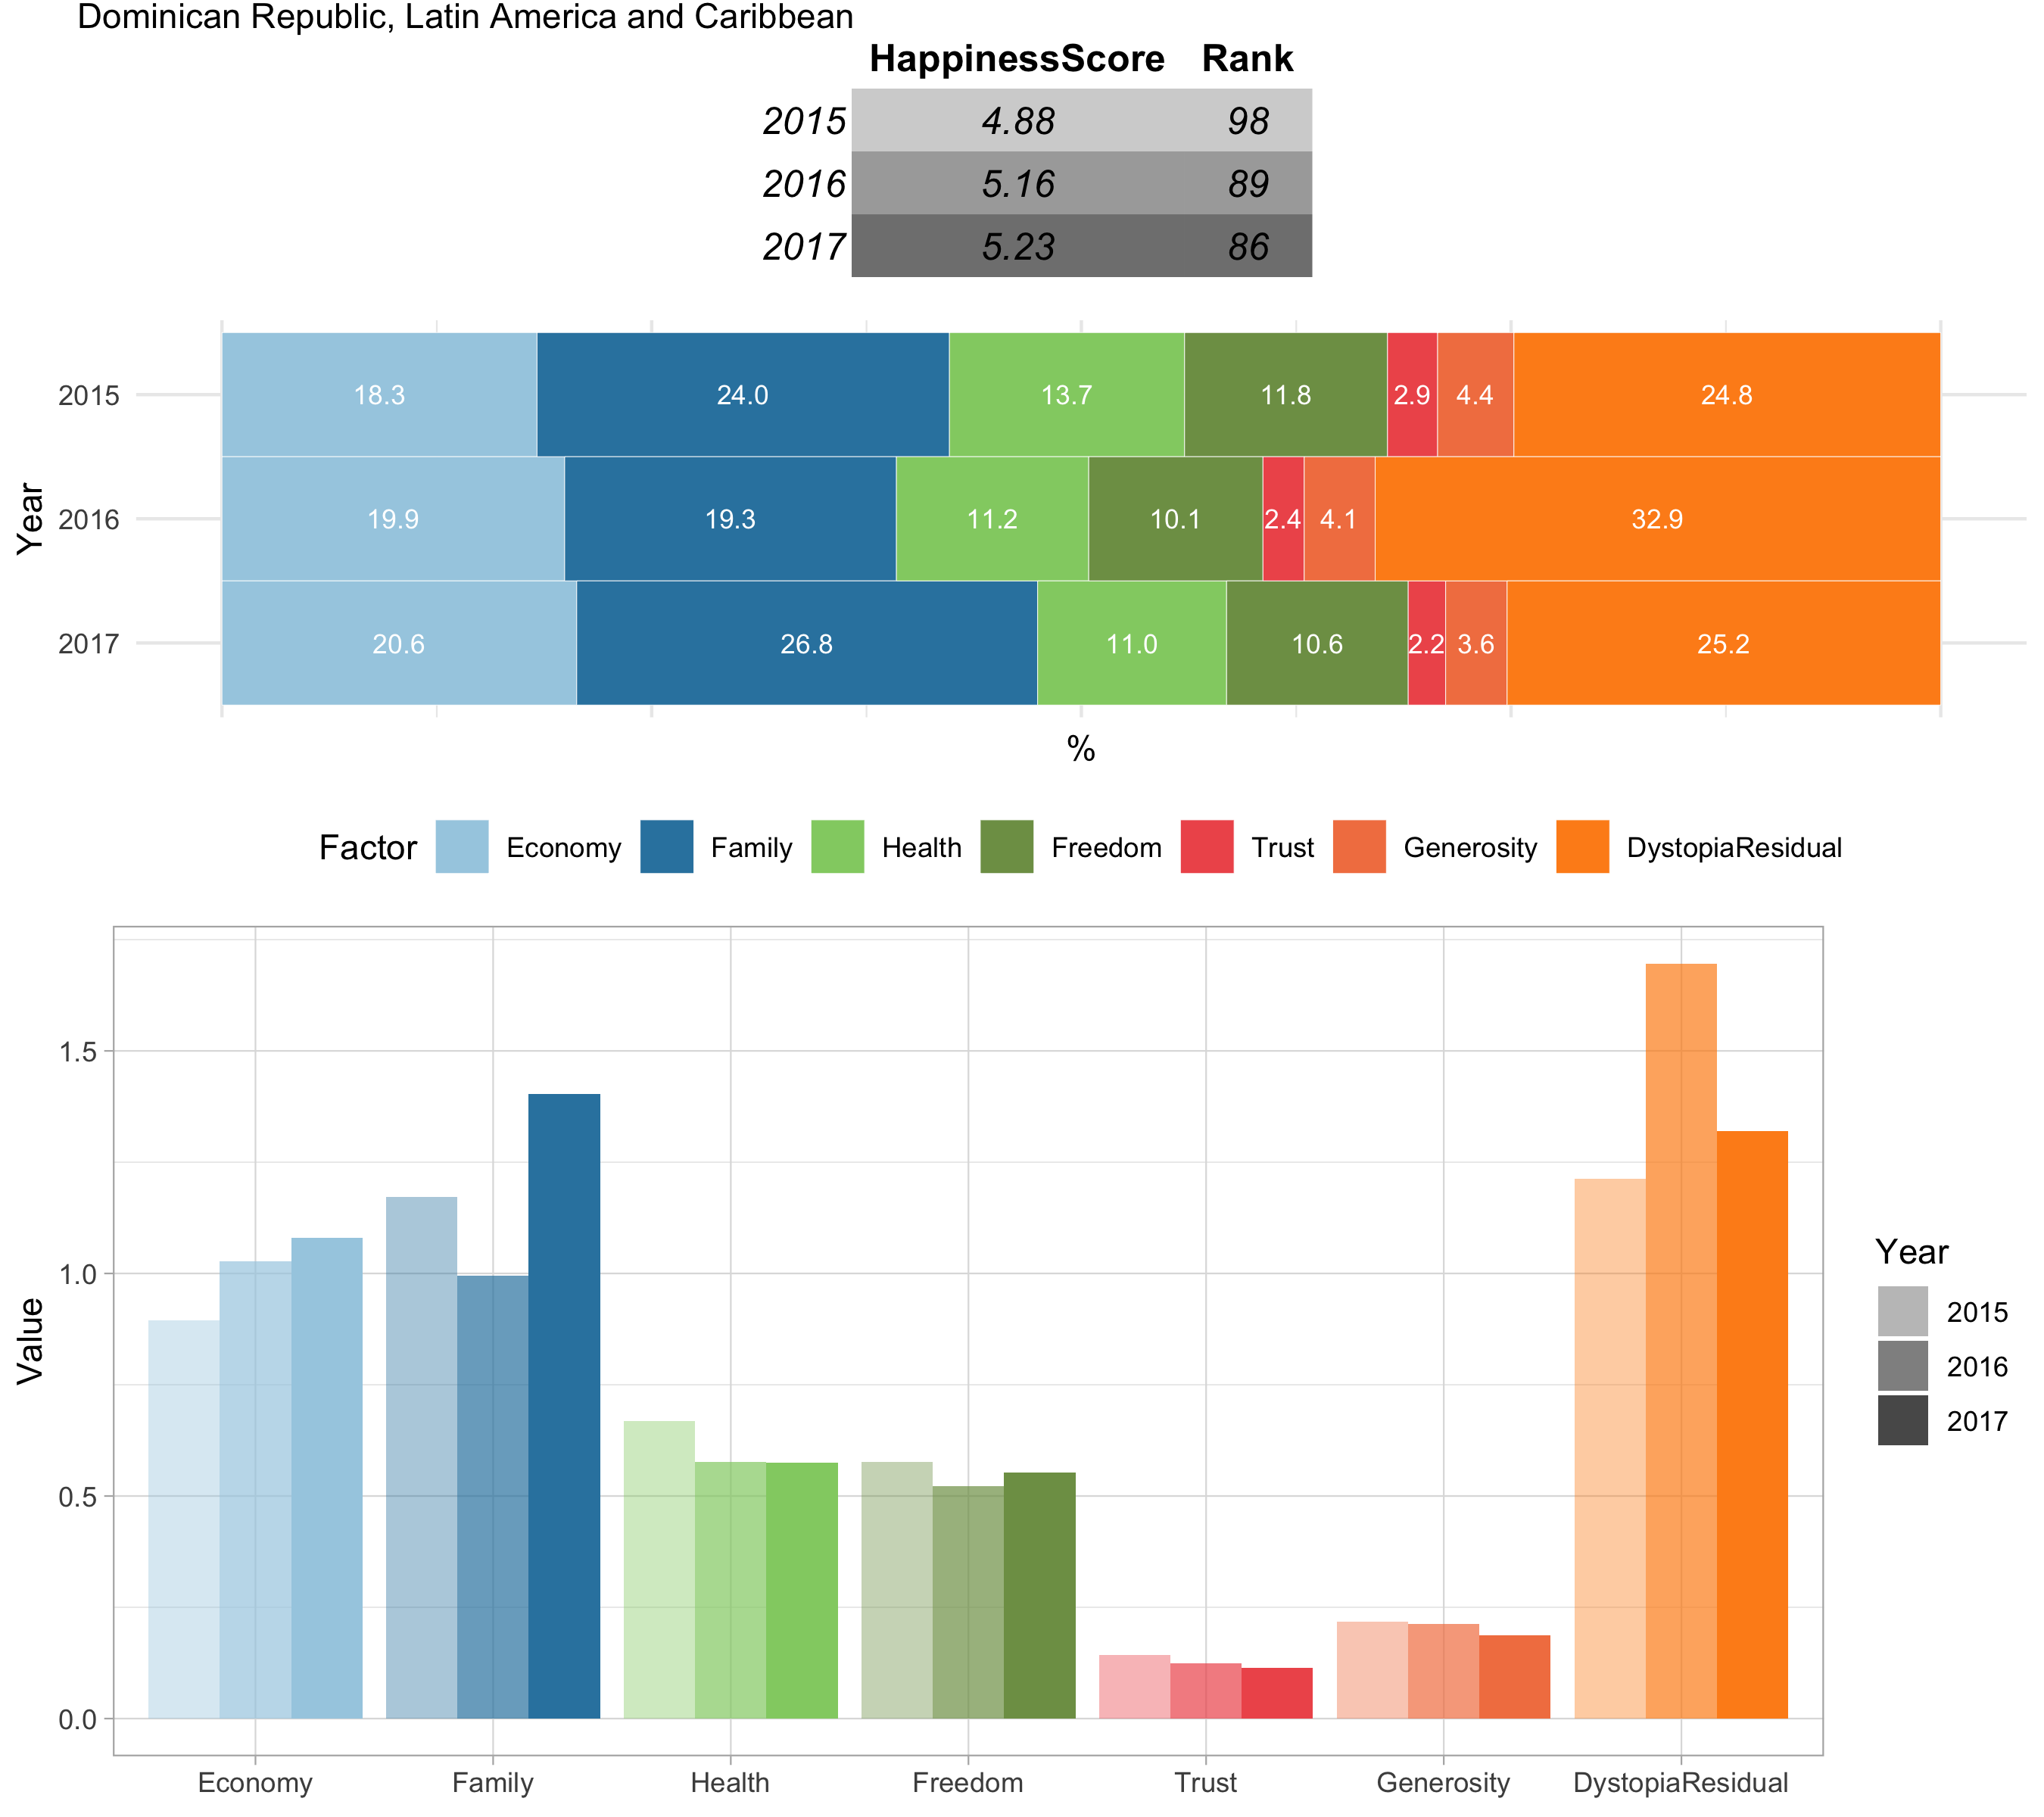 Dominican Republic, Latin America and Caribbean
HappinessScore Rank
2015 4.88 98
2016 5.16 89
2017 5.23 86
Year
2015 18.3 24.0 13.7 11.8 2.9 4.4 24.8
2016 19.9 19.3 11.2 10.1 2.4 4.1 32.9
2017 20.6 26.8 11.0 10.6 2.2 3.6 25.2
%
Factor Economy Family Health Freedom Trust Generosity DystopiaResidual
Value
1.5
1.0
0.5
0.0
Economy Family Health Freedom Trust Generosity DystopiaResidual
Year
2015
2016
2017